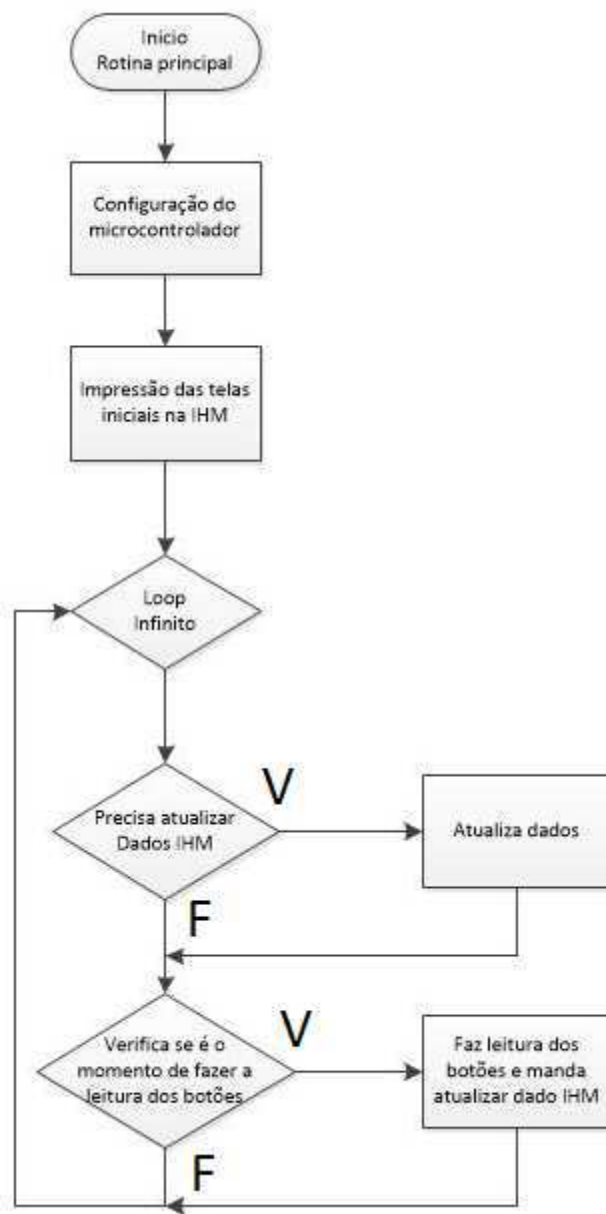 Inicio
Rotina principal
Configuração do
microcontrolador
Impressão das telas
iniciais na IHM
Loop
Infinito
Precisa atualizar
Dados IHM
V
Atualiza dados
F
Verifica se é o
momento de fazer a
leitura dos botões
V
Faz leitura dos
botões e manda
atualizar dado IHM
F